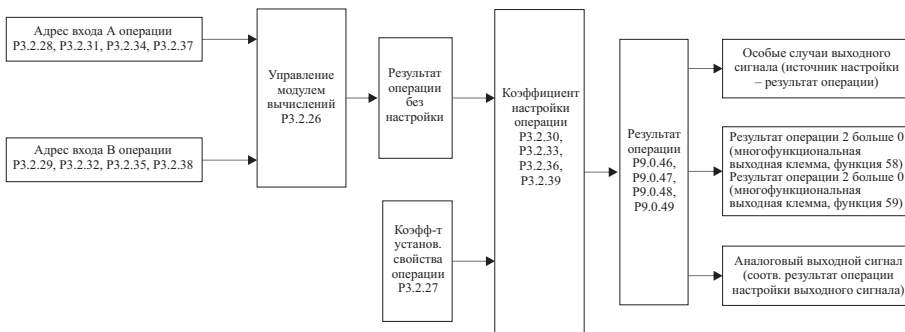 Адрес входа A операции
P3.2.28, P3.2.31, P3.2.34, P3.2.37
Адрес входа B операции
P3.2.29, P3.2.32, P3.2.35, P3.2.38
Управление
модулем
вычислений
P3.2.26
Результат
операции
без
настройки
Коэфф-т
установ.
свойства
операции
P3.2.27
Коэффициент
настройки
операции
P3.2.30,
P3.2.33,
P3.2.36,
P3.2.39
Результат
операции
P9.0.46,
P9.0.47,
P9.0.48,
P9.0.49
Особые случаи выходного
сигнала (источник настройки
– результат операции)
Результат операции 2 больше 0
(многофункциональная
выходная клемма, функция 58)
Результат операции 2 больше 0
(многофункциональная
выходная клемма, функция 59)
Аналоговый выходной сигнал
(соотв. результат операции
настройки выходного сигнала)